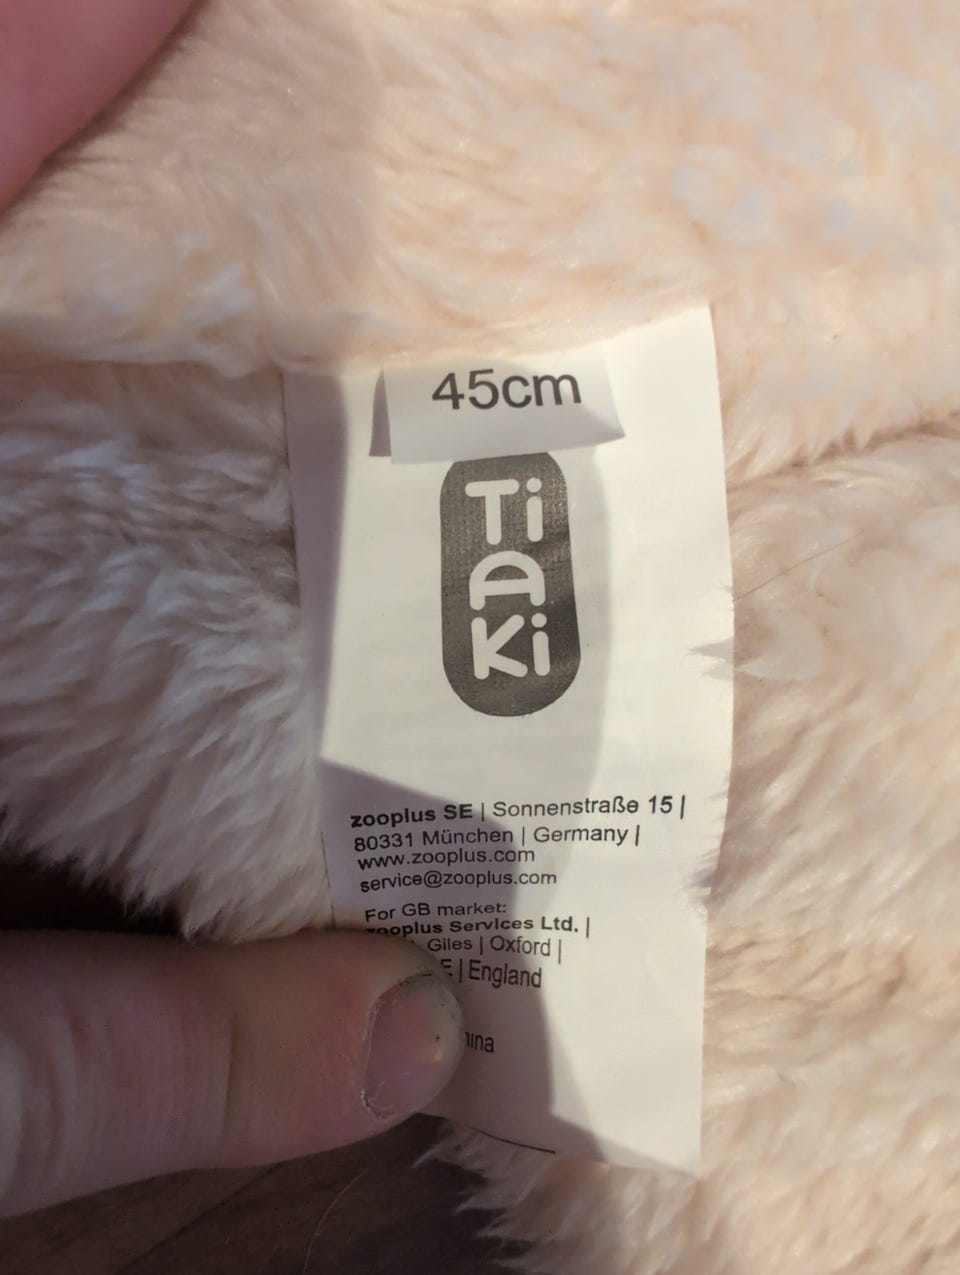 45cm
Ti
AKi
zooplus SE | Sonnenstraße 15 |
80331 München | Germany |
www.zooplus.com
service@zooplus.com
For GB market:
zooplus Services Ltd. |
Giles | Oxford |
| England